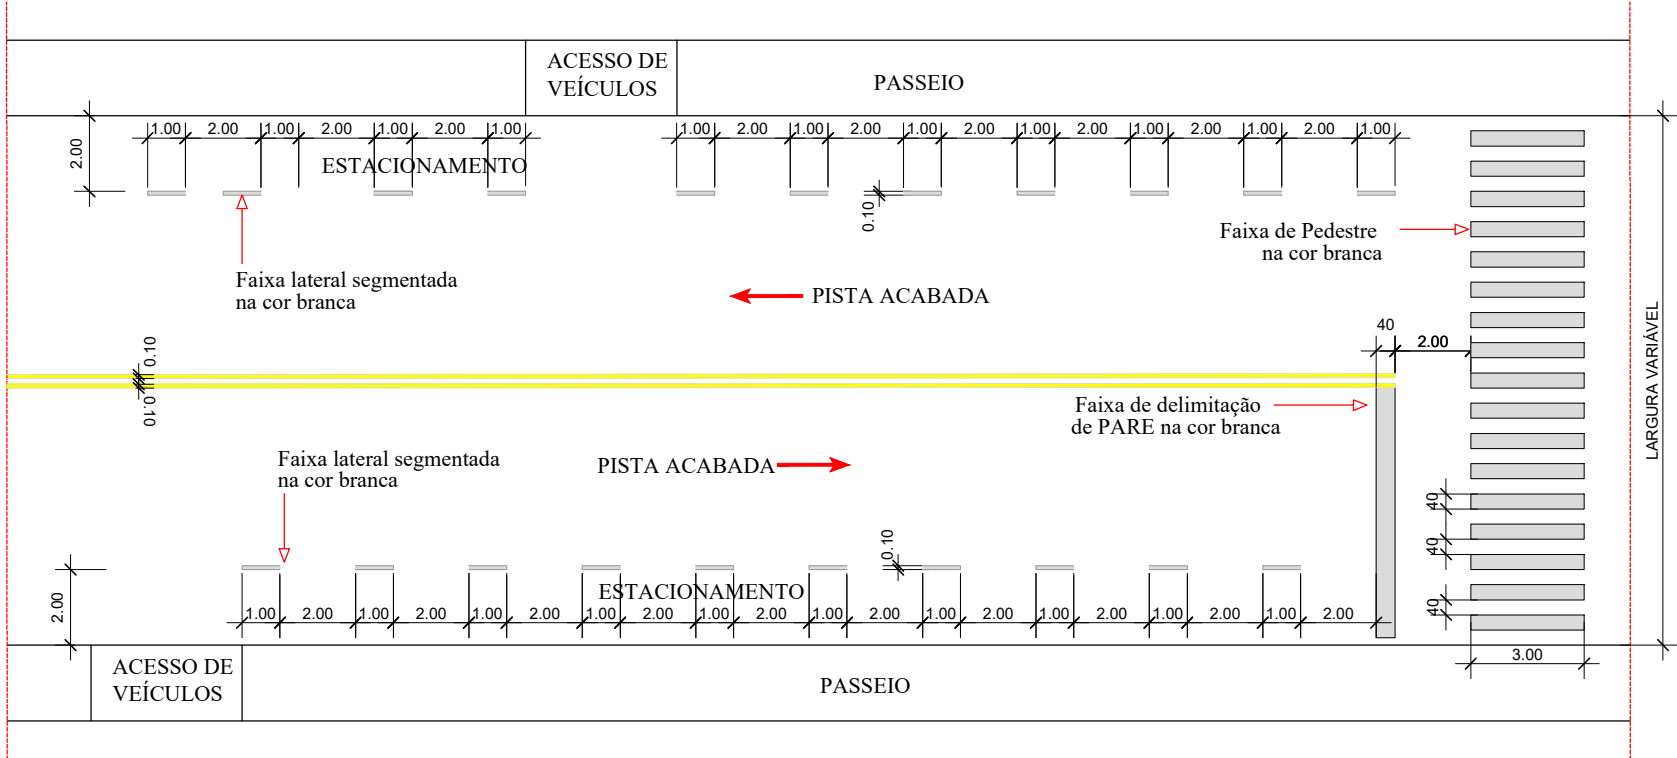 ACESSO DE
VEÍCULOS
PASSEIO
1.00 2.00 1.00 2.00 1.00 2.00 1.00 1.00 2.00 1.00 2.00 1.00 2.00 1.00 2.00 1.00 2.00 1.00 2.00 1.00
2.00
ESTACIONAMENTO
0.10
Faixa de Pedestre
na cor branca
Faixa lateral segmentada
na cor branca
PISTA ACABADA
40
2.00
LARGURA VARIÁVEL
0.10
0.10
Faixa de delimitação
de PARE na cor branca
Faixa lateral segmentada
na cor branca
PISTA ACABADA
40
40
40
0.10
2.00
ESTACIONAMENTO
1.00 2.00 1.00 2.00 1.00 2.00 1.00 2.00 1.00 2.00 1.00 2.00 1.00 2.00 1.00 2.00 1.00 2.00 1.00 2.00
3.00
ACESSO DE
VEÍCULOS
PASSEIO